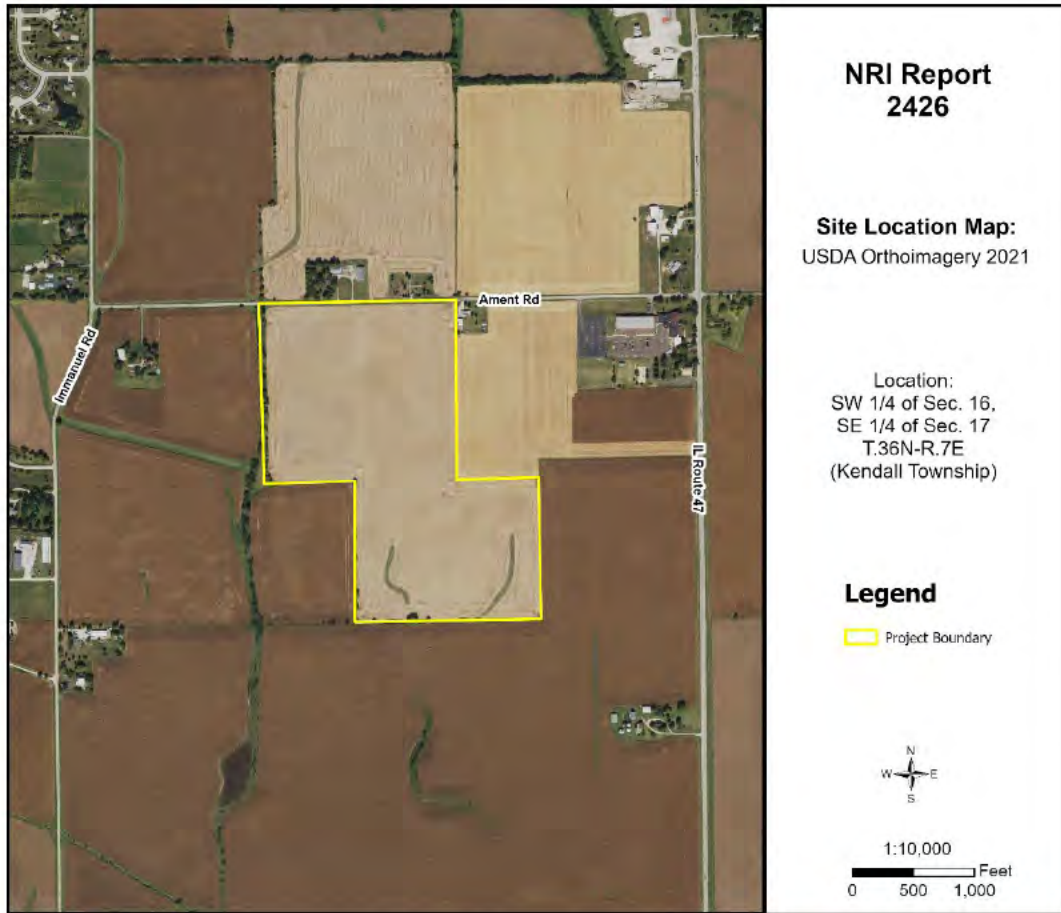 NRI Report
2426
Site Location Map:
USDA Orthoimagery 2021
Location:
SW 1/4 of Sec. 16,
SE 1/4 of Sec. 17
T.36N-R.7E
(Kendall Township)
Legend
Project Boundary
N
W E
S
1:10,000
Feet
0 500 1,000
Ament Rd
Immanuel Rd
IL Route 47